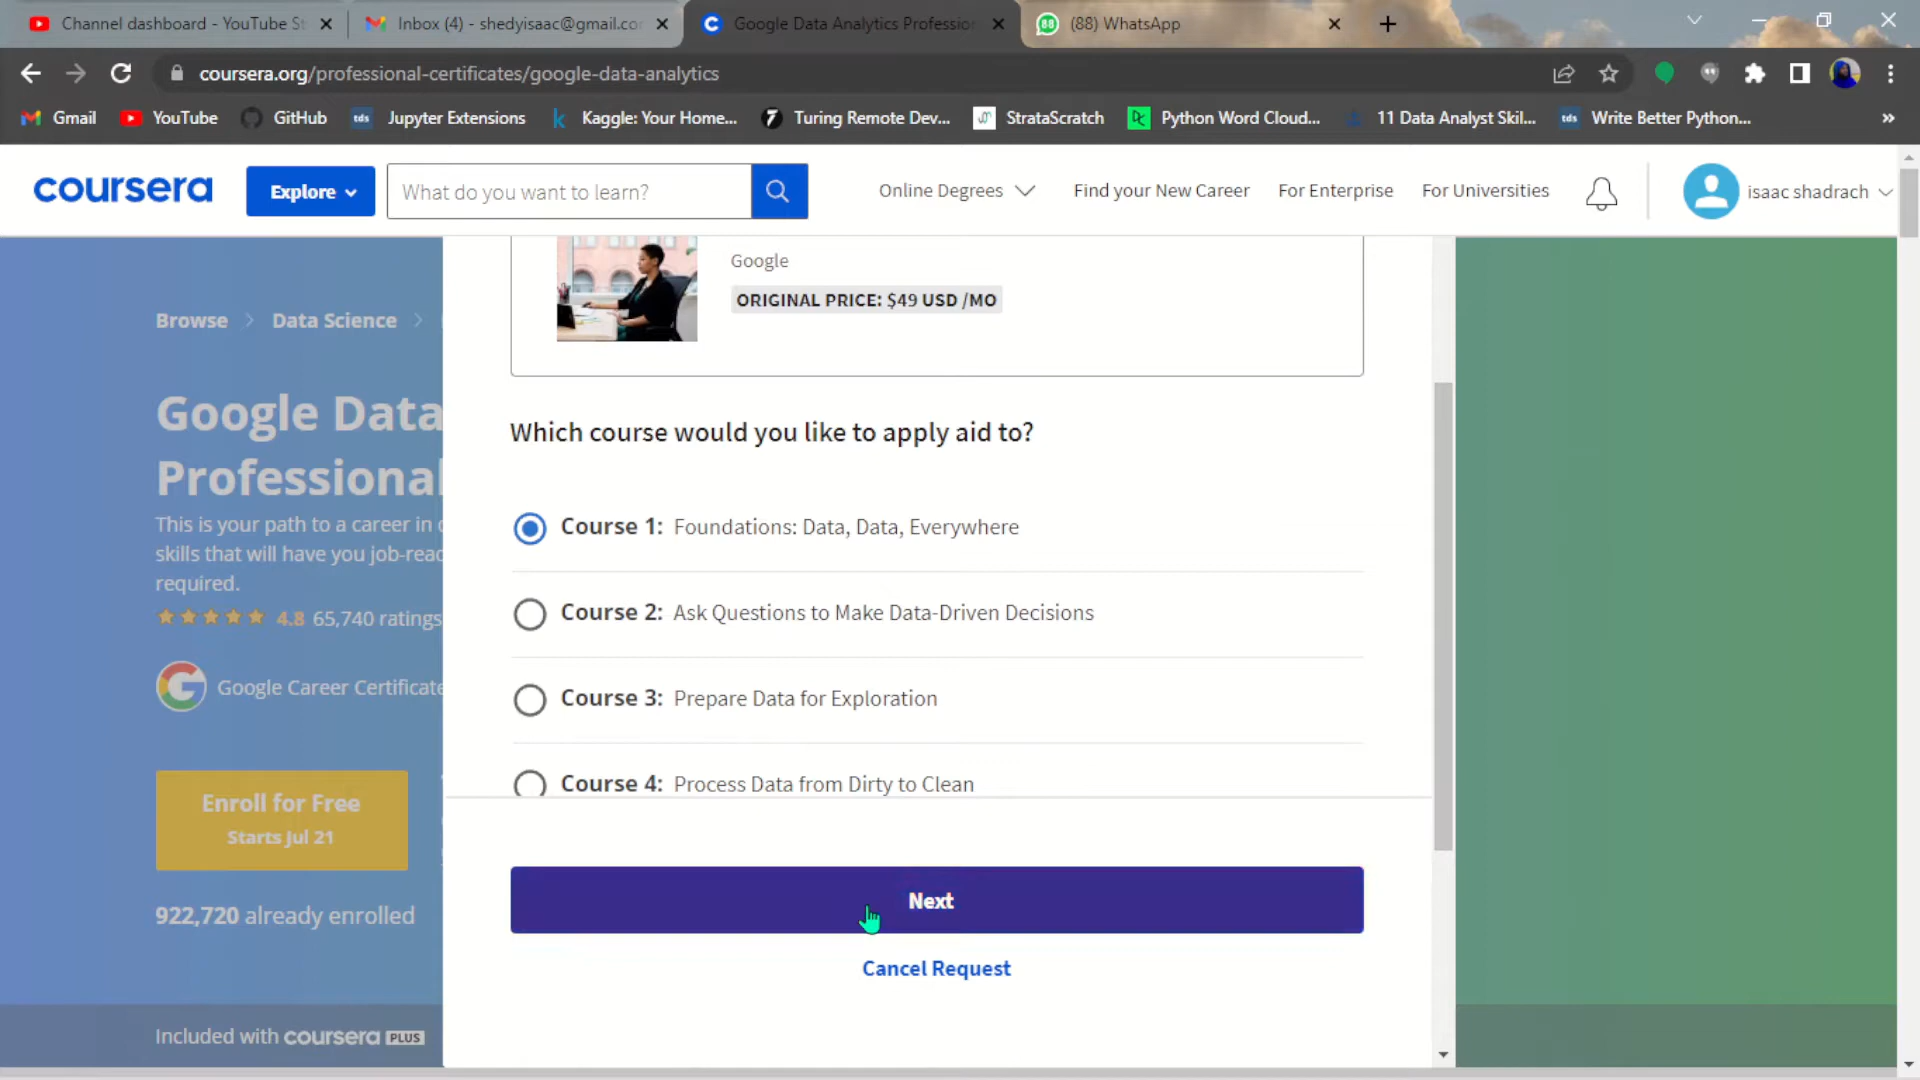 Channel dashboard - YouTube St
Inbox (4) - shedyisaac@gmail.co
Google Data Analytics Profession
88
(88) WhatsApp
coursera.org/professional-certificates/google-data-analytics
Gmail
YouTube
GitHub
tds
Jupyter Extensions
k
Kaggle: Your Home...
Turing Remote Dev...
StrataScratch
Python Word Cloud...
11 Data Analyst Skil...
tds
Write Better Python...
»
coursera
Explore
What do you want to learn?
Online Degrees
Find your New Career
For Enterprise
For Universities
isaac shadrach
Google
ORIGINAL PRICE: $49 USD /MO
Browse
Data Science
Google Data
Professional
This is your path to a career in
skills that will have you job-read
required.
4.8
65,740 ratings
Google Career Certificate
Enroll for Free
Starts Jul 21
922,720 already enrolled
Included with coursera PLUS
Which course would you like to apply aid to?
Course 1: Foundations: Data, Data, Everywhere
Course 2: Ask Questions to Make Data-Driven Decisions
Course 3: Prepare Data for Exploration
Course 4: Process Data from Dirty to Clean
Next
Cancel Request